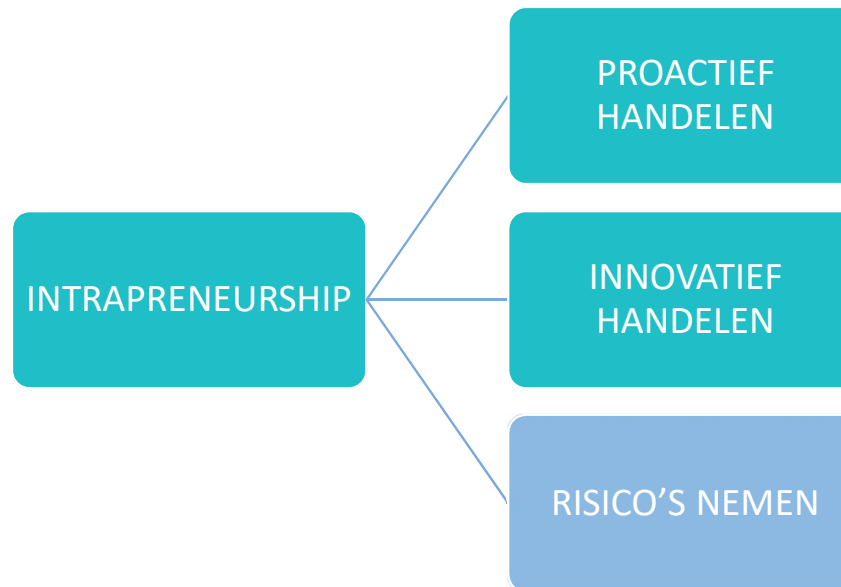 PROACTIEF
HANDELEN
INTRAPRENEURSHIP
INNOVATIEF
HANDELEN
RISICO’S NEMEN